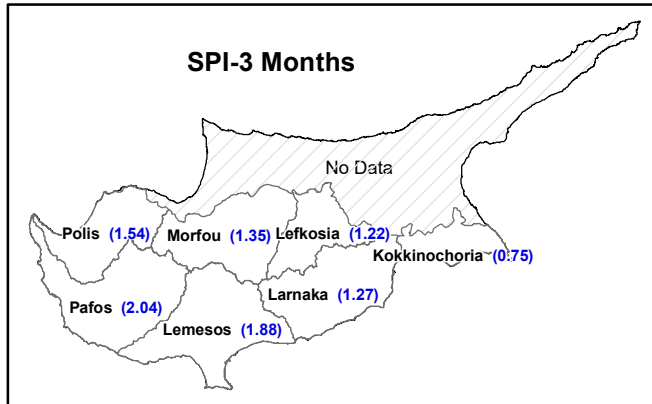 SPI-3 Months
No Data
Polis (1.54)
Morfou (1.35)
Lefkosia (1.22)
Kokkinochoria (0.75)
Pafos (2.04)
Larnaka (1.27)
Lemesos (1.88)